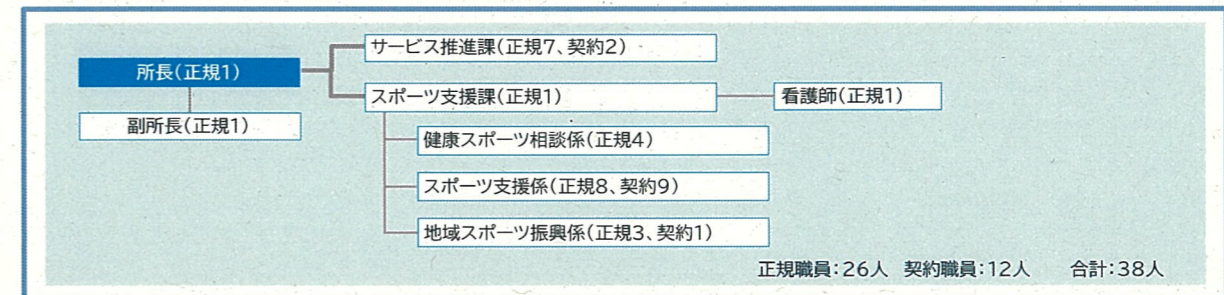 所長(正規1)
副所長(正規1)
サービス推進課(正規7、契約2)
スポーツ支援課(正規1)
看護師(正規1)
健康スポーツ相談係(正規4)
スポーツ支援係(正規8、契約9)
地域スポーツ振興係(正規3、契約1)
正規職員:26人 契約職員:12人 合計:38人